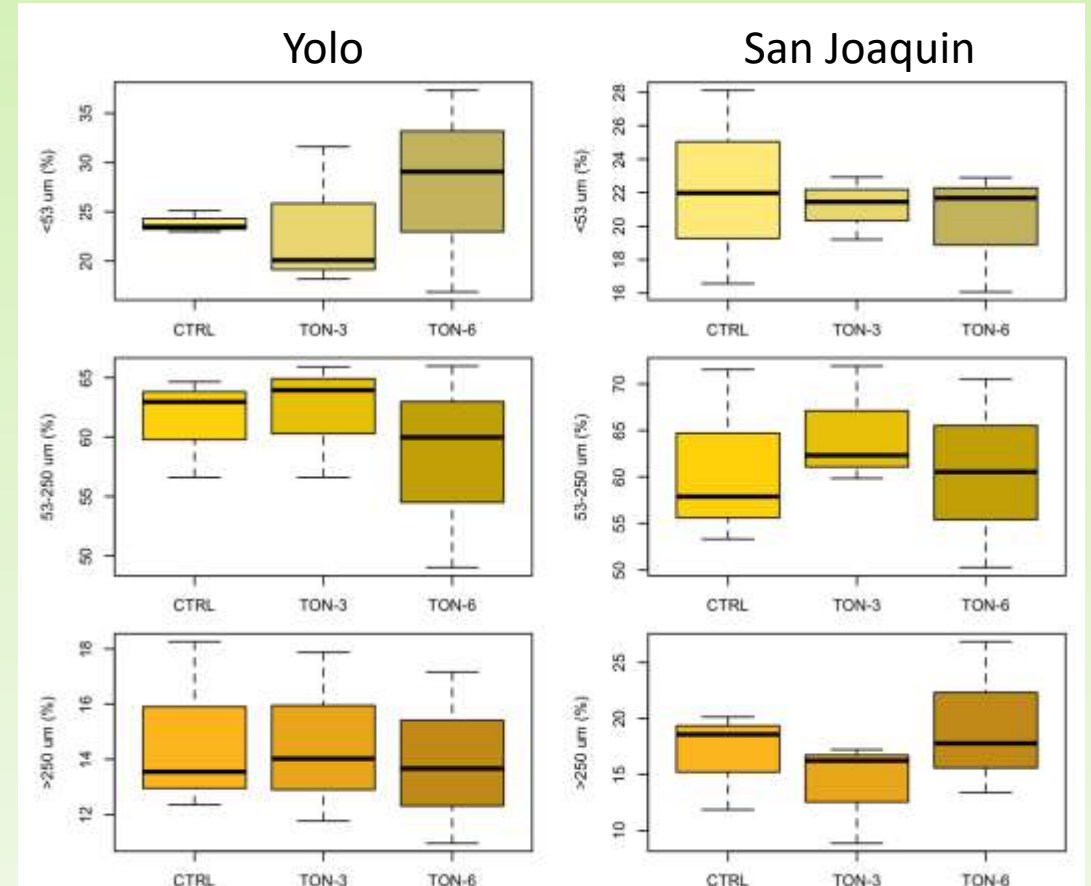 Yolo
San Joaquin
<53 um (%)
35
30
25
20
CTRL TON-3 TON-6
<53 um (%)
28
26
24
22
20
18
16
CTRL TON-3 TON-6
53-250 um (%)
65
60
55
50
CTRL TON-3 TON-6
53-250 um (%)
70
65
60
55
50
CTRL TON-3 TON-6
>250 um (%)
18
16
14
12
CTRL TON-3 TON-6
>250 um (%)
25
20
15
10
CTRL TON-3 TON-6